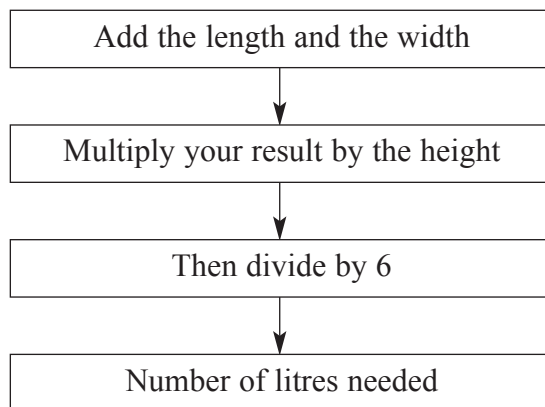 Add the length and the width
Multiply your result by the height
Then divide by 6
Number of litres needed